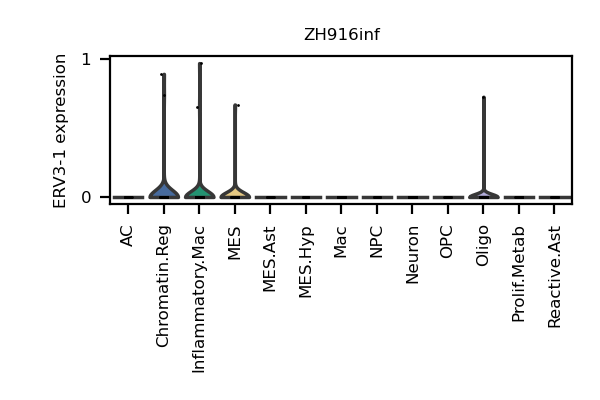 ZH916inf
ERV3-1 expression
1
0
AC
Chromatin.Reg
Inflammatory.Mac
MES
MES.Ast
MES.Hyp
Mac
NPC
Neuron
OPC
Oligo
Prolif.Metab
Reactive.Ast